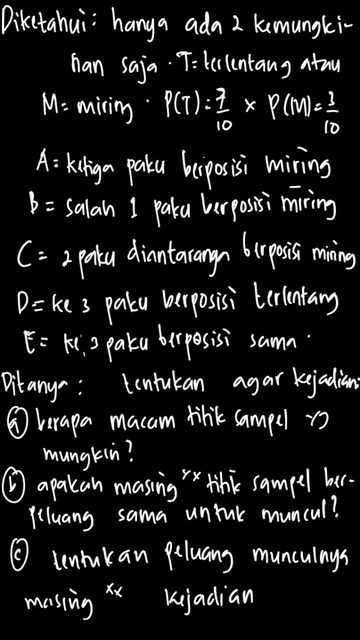 Diketahui: hanya ada 2 kemungki-
nan saja. T= terlentang atau
M= miring. P(T) = 7/10 × P(M) = 3/10
A= ketiga paku berposisi miring
B= salah 1 paku berposisi miring
C= 2 paku diantaranya berposisi miring
D= ke 3 paku berposisi terlentang
E= ke 3 paku berposisi sama.
Ditanya: tentukan agar kejadian:
(a) berapa macam titik sampel yg
mungkin?
(b) apakah masing ×× titik sampel ber-
peluang sama untuk muncul?
(c) tentukan peluang munculnya
masing ×× kejadian